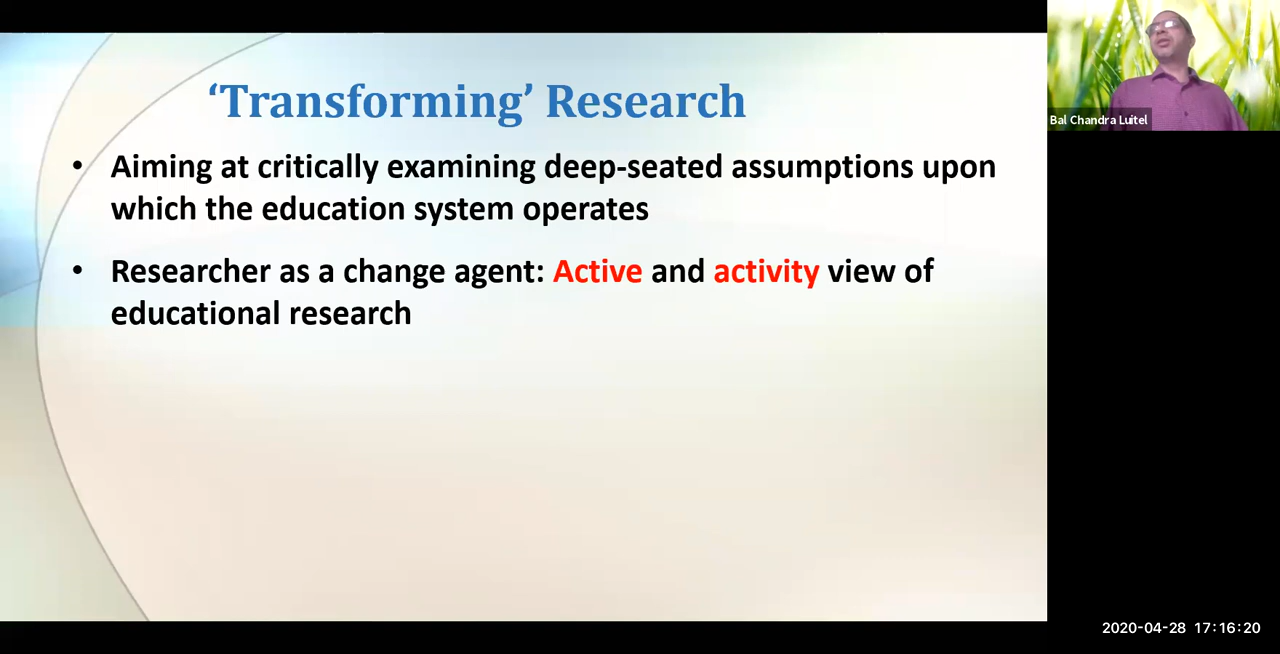 ‘Transforming’ Research
• Aiming at critically examining deep-seated assumptions upon
which the education system operates
• Researcher as a change agent: Active and activity view of
educational research
Bal Chandra Luitel
2020-04-28 17:16:20